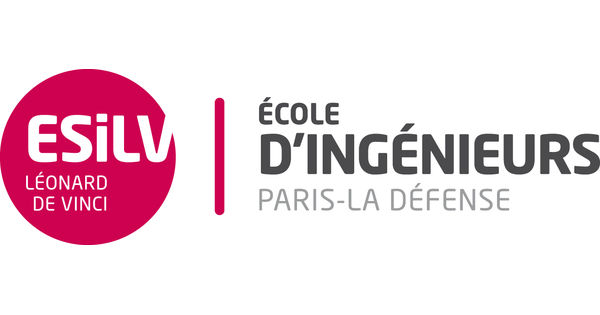 ESiLV
LÉONARD
DE VINCI
ÉCOLE
D'INGÉNIEURS
PARIS-LA DÉFENSE